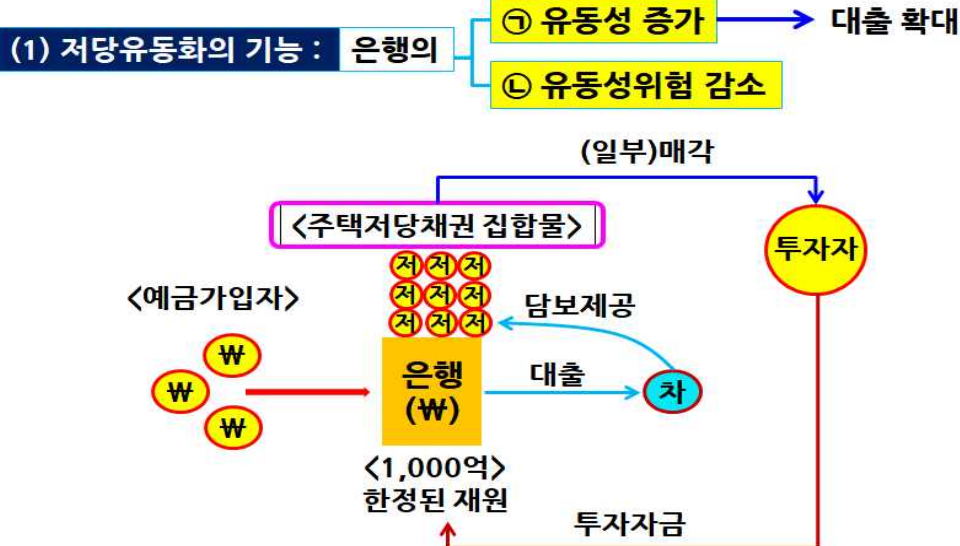 ㉠ 유동성 증가 대출 확대
(1) 저당유동화의 기능 : 은행의
㉡ 유동성위험 감소
(일부)매각
<주택저당채권 집합물>
투자자
저 저 저
<예금가입자>
저 저 저
담보제공
저 저 저
₩
은행
대출
₩
차
(₩)
₩
<1,000억>
한정된 재원
투자자금